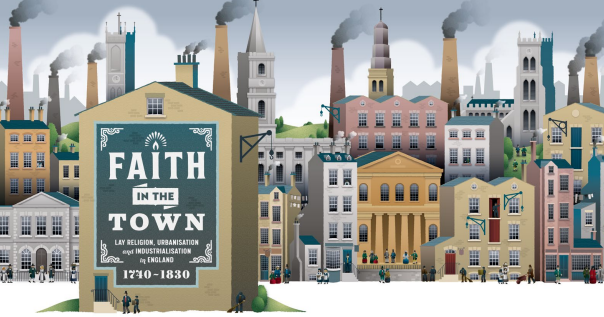 FAITH
IN THE
TOWN
LAY RELIGION, URBANISATION
and INDUSTRIALISATION
in ENGLAND
1740-1830